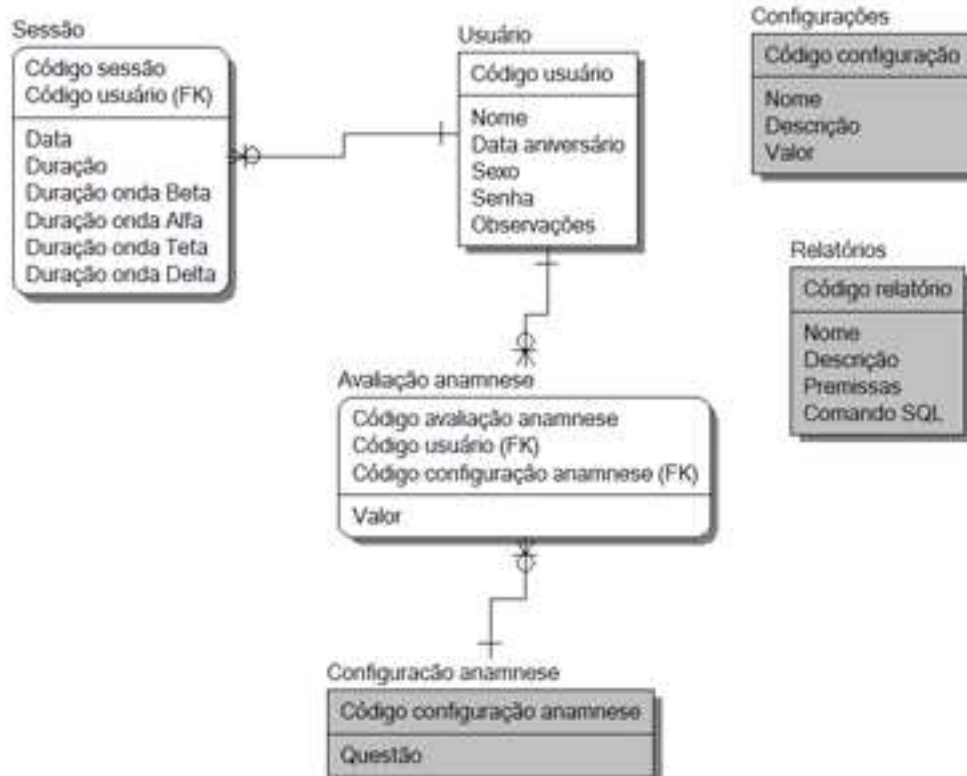 Sessão
Código sessão
Código usuário (FK)
Data
Duração
Duração onda Beta
Duração onda Alfa
Duração onda Teta
Duração onda Delta
Usuário
Código usuário
Nome
Data aniversário
Sexo
Senha
Observações
Configurações
Código configuração
Nome
Descrição
Valor
Relatórios
Código relatório
Nome
Descrição
Premissas
Comando SQL
Avaliação anamnese
Código avaliação anamnese
Código usuário (FK)
Código configuração anamnese (FK)
Valor
Configuracão anamnese
Código configuração anamnese
Questão